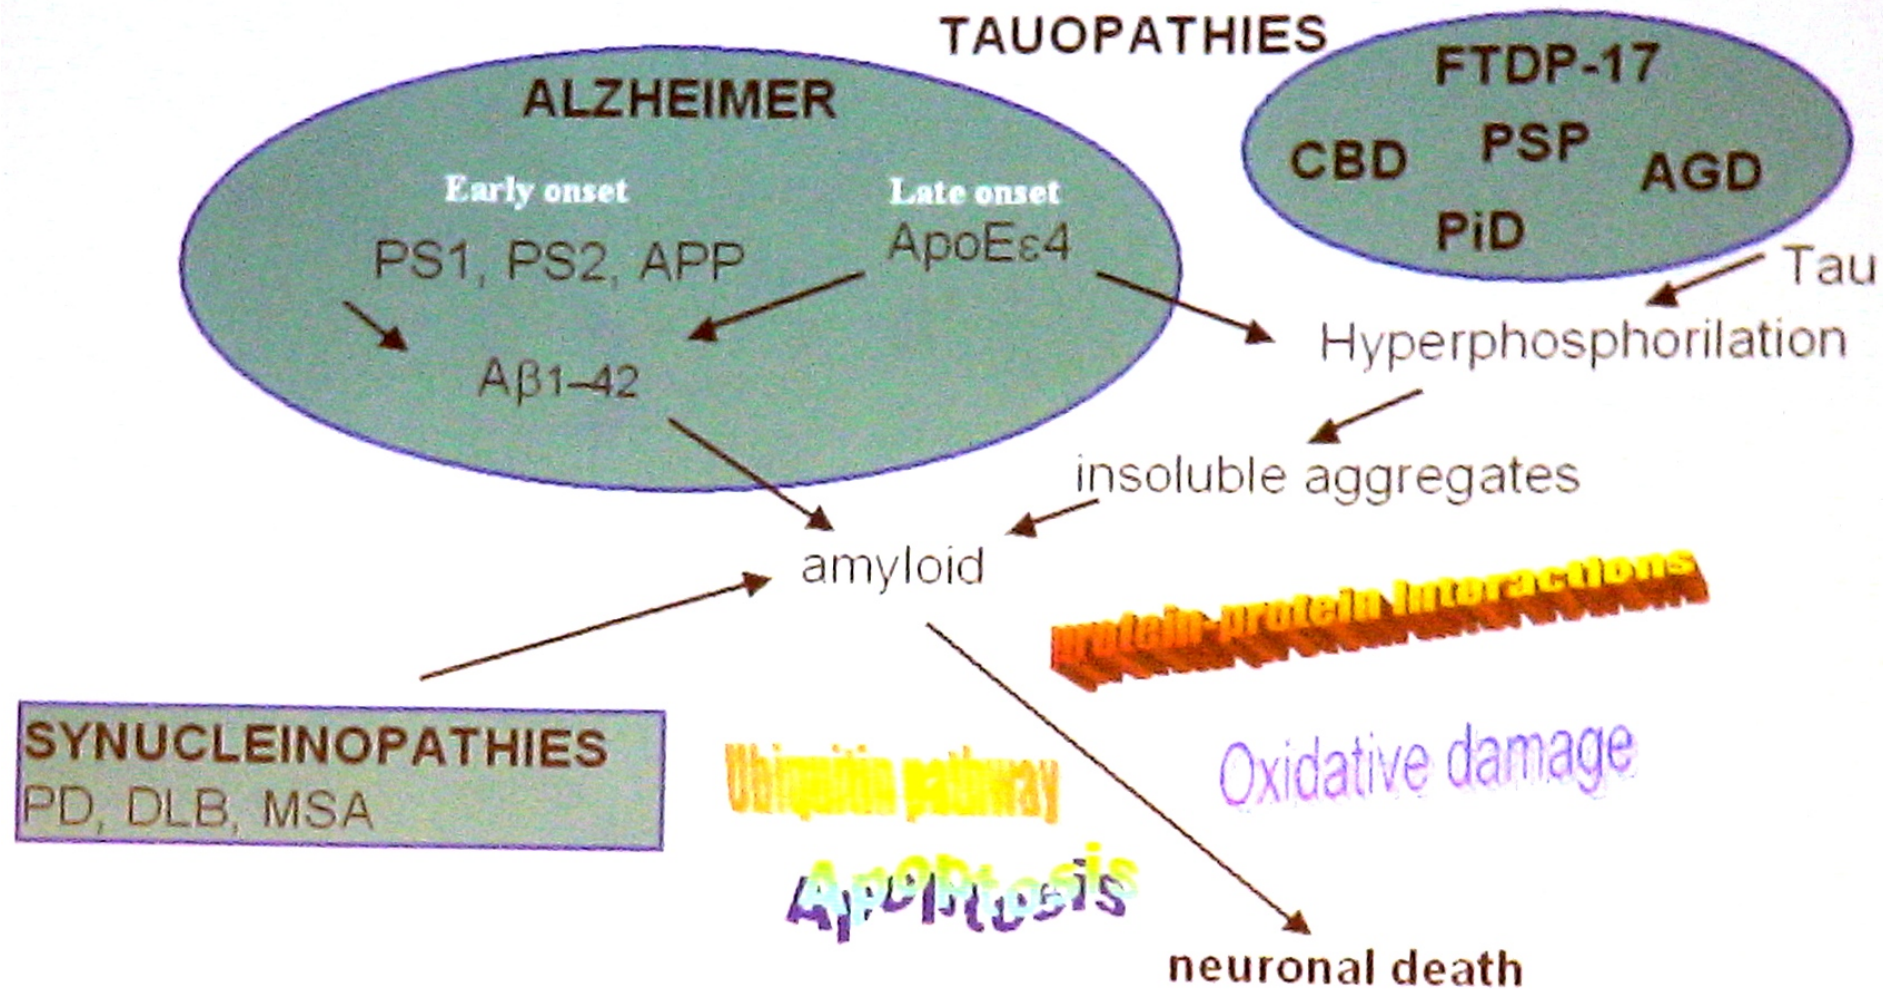 TAUOPATHIES
ALZHEIMER
Early onset
Late onset
PS1, PS2, APP
ApoEε4
Aβ1–42
FTDP-17
CBD
PSP
AGD
PiD
Tau
Hyperphosphorilation
insoluble aggregates
amyloid
protein-protein interactions
SYNUCLEINOPATHIES
PD, DLB, MSA
Ubiquitin pathway
Oxidative damage
Apoptosis
neuronal death